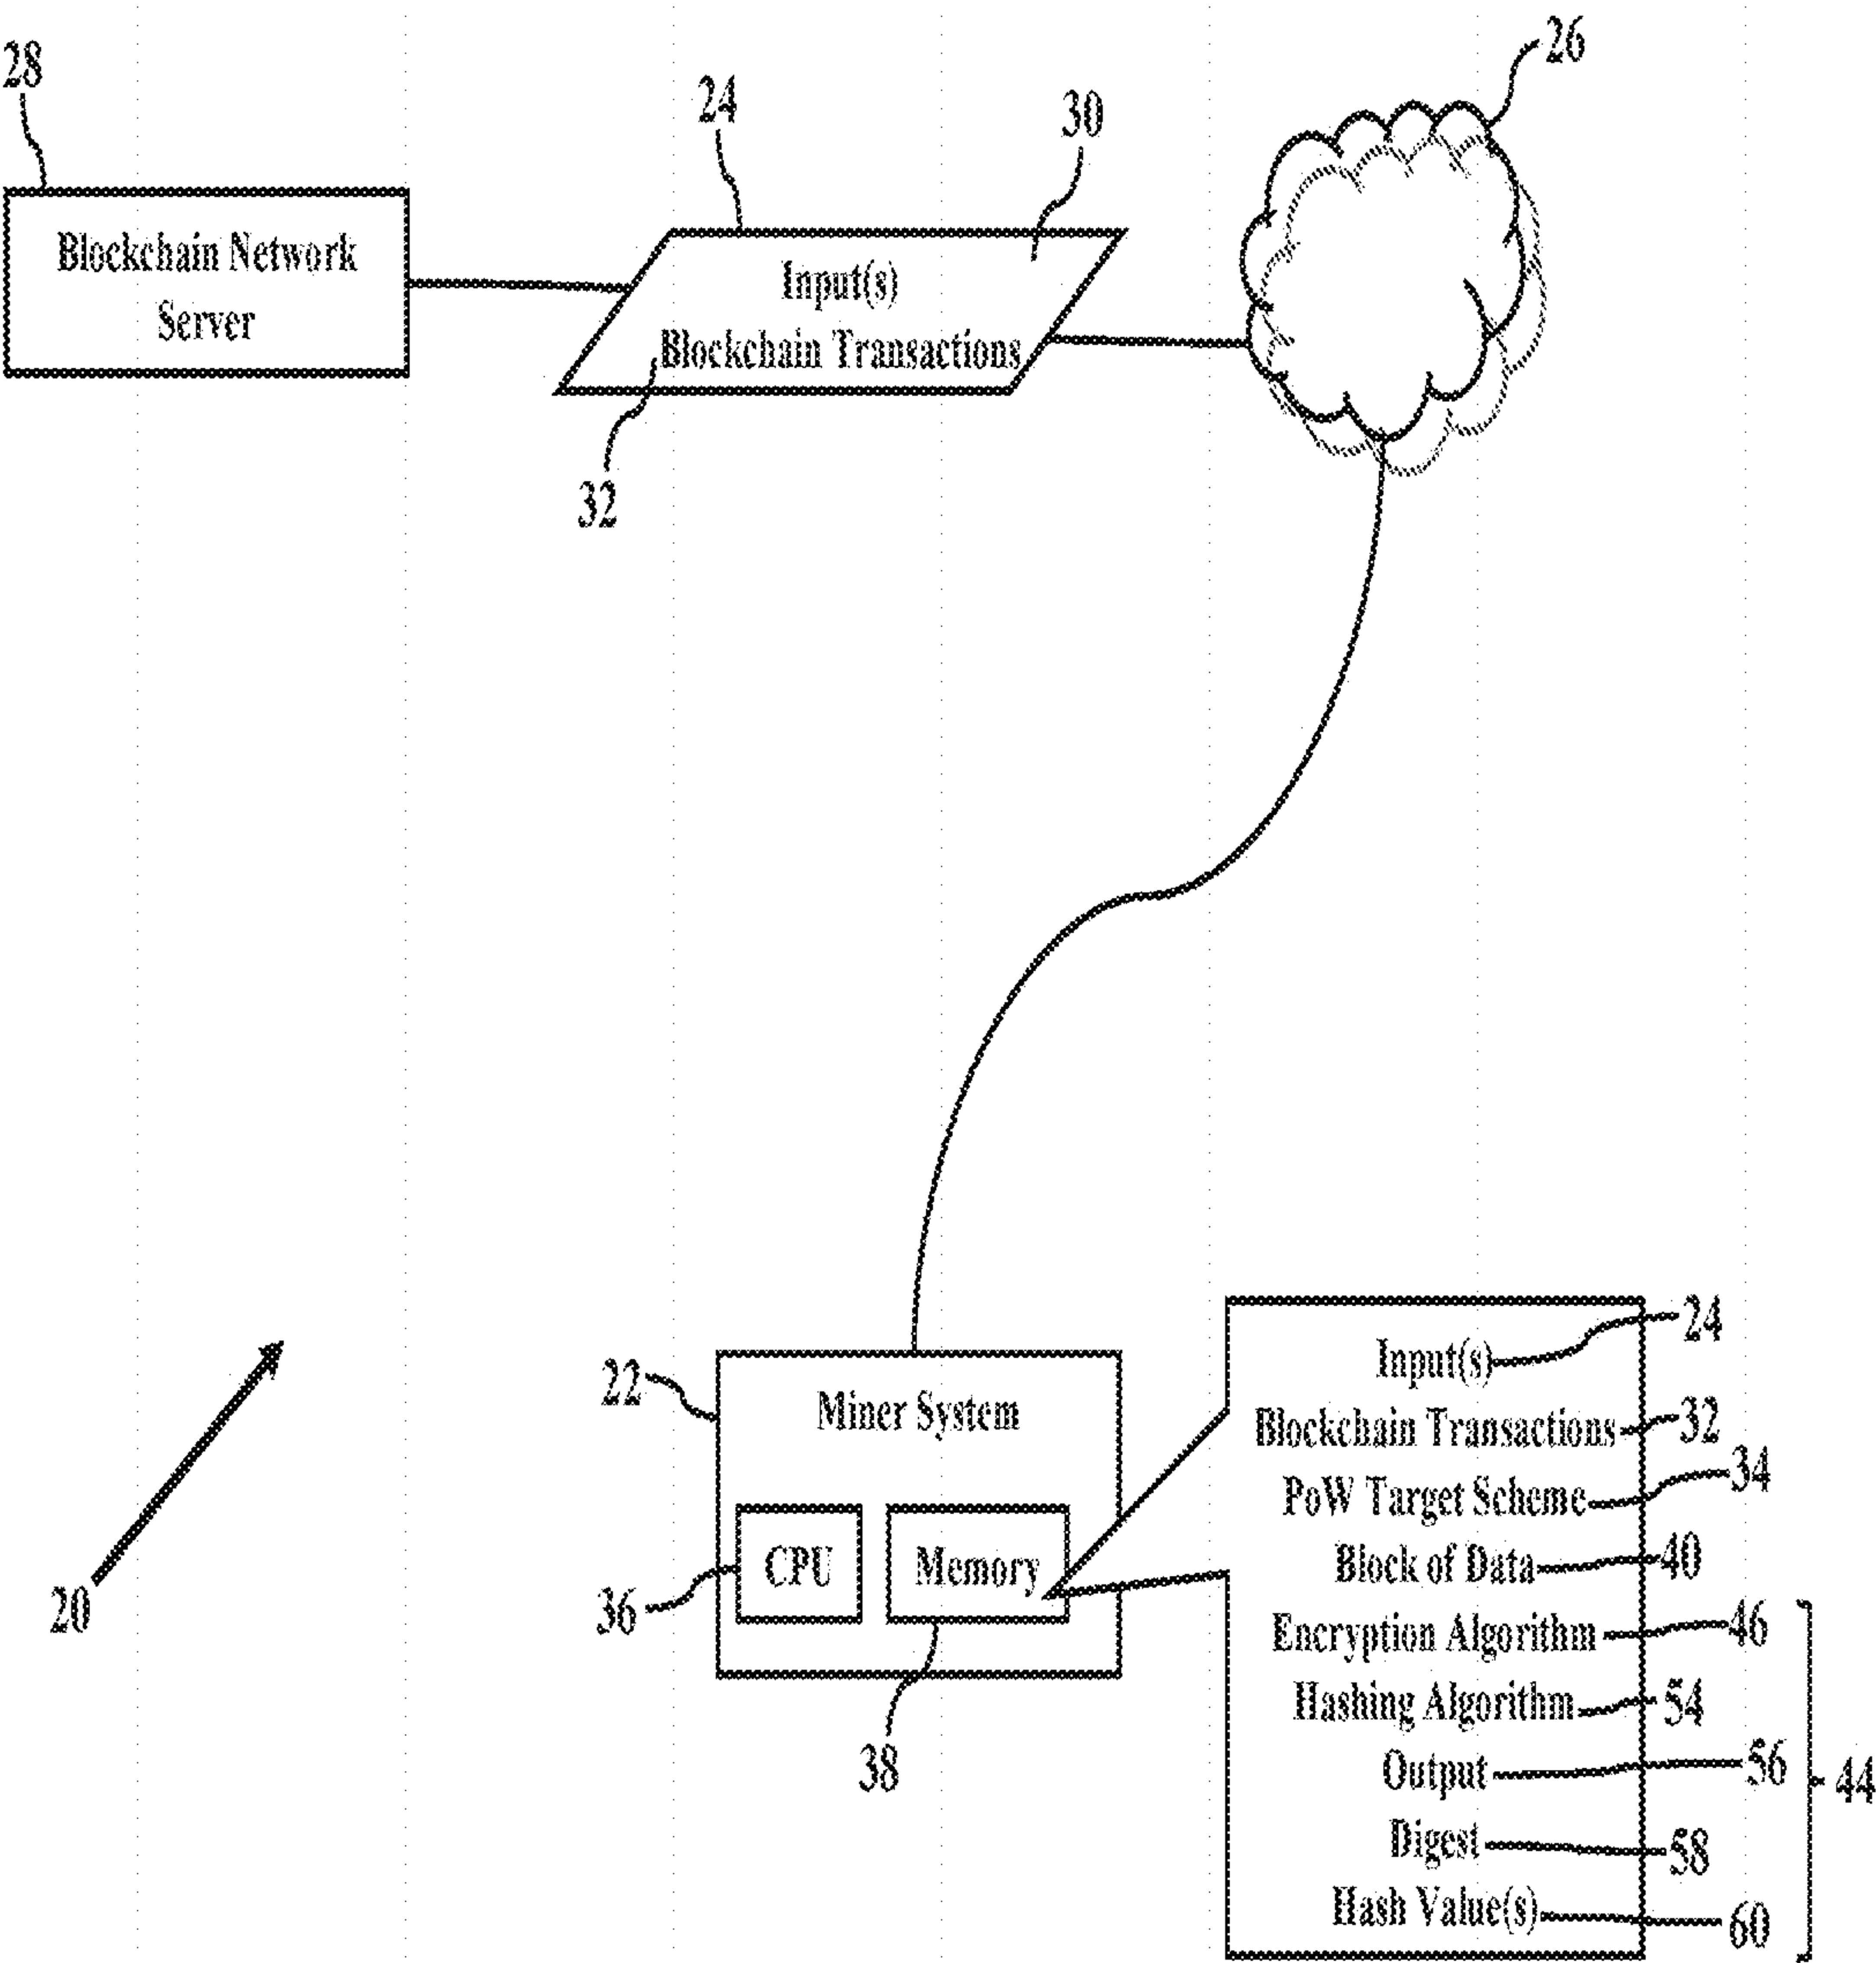 28
24
30
26
Blockchain Network
Server
Input(s)
Blockchain Transactions
32
20
22
Miner System
CPU
Memory
36
38
Input(s) 24
Blockchain Transactions 32
PoW Target Scheme 34
Block of Data 40
Encryption Algorithm 46
Hashing Algorithm 54
Output 56
Digest 58
Hash Value(s) 60
44